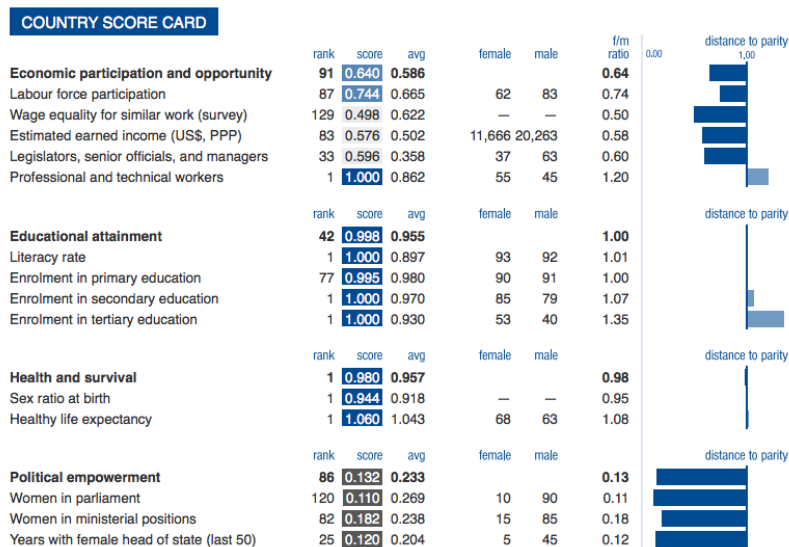 COUNTRY SCORE CARD
f/m distance to parity
rank score avg female male ratio 0.00 1,00
Economic participation and opportunity 91 0.640 0.586 0.64
Labour force participation 87 0.744 0.665 62 83 0.74
Wage equality for similar work (survey) 129 0.498 0.622 — — 0.50
Estimated earned income (US$, PPP) 83 0.576 0.502 11,666 20,263 0.58
Legislators, senior officials, and managers 33 0.596 0.358 37 63 0.60
Professional and technical workers 1 1.000 0.862 55 45 1.20
rank score avg female male distance to parity
Educational attainment 42 0.998 0.955 1.00
Literacy rate 1 1.000 0.897 93 92 1.01
Enrolment in primary education 77 0.995 0.980 90 91 1.00
Enrolment in secondary education 1 1.000 0.970 85 79 1.07
Enrolment in tertiary education 1 1.000 0.930 53 40 1.35
rank score avg female male distance to parity
Health and survival 1 0.980 0.957 0.98
Sex ratio at birth 1 0.944 0.918 — — 0.95
Healthy life expectancy 1 1.060 1.043 68 63 1.08
rank score avg female male distance to parity
Political empowerment 86 0.132 0.233 0.13
Women in parliament 120 0.110 0.269 10 90 0.11
Women in ministerial positions 82 0.182 0.238 15 85 0.18
Years with female head of state (last 50) 25 0.120 0.204 5 45 0.12